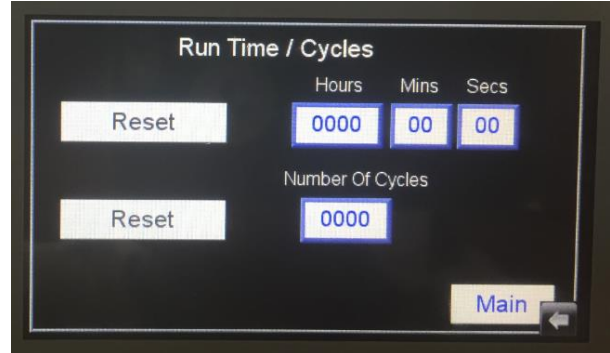 Run Time / Cycles
Hours Mins Secs
Reset 0000 00 00
Number Of Cycles
Reset 0000
Main